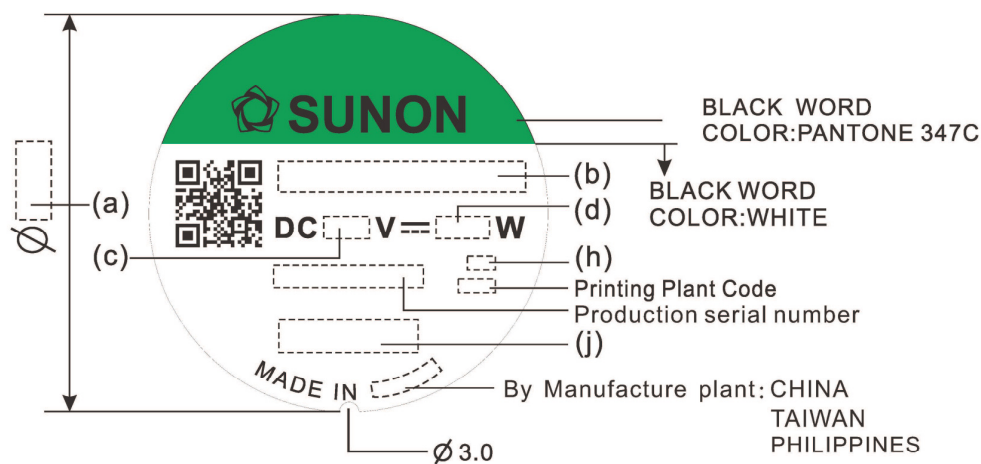 SUNON
BLACK WORD
COLOR:PANTONE 347C
BLACK WORD
COLOR:WHITE
(a)
Ø
(b)
(d)
DC V⎓ W
(c)
(h)
Printing Plant Code
Production serial number
(j)
MADE IN
By Manufacture plant: CHINA
TAIWAN
PHILIPPINES
Ø 3.0